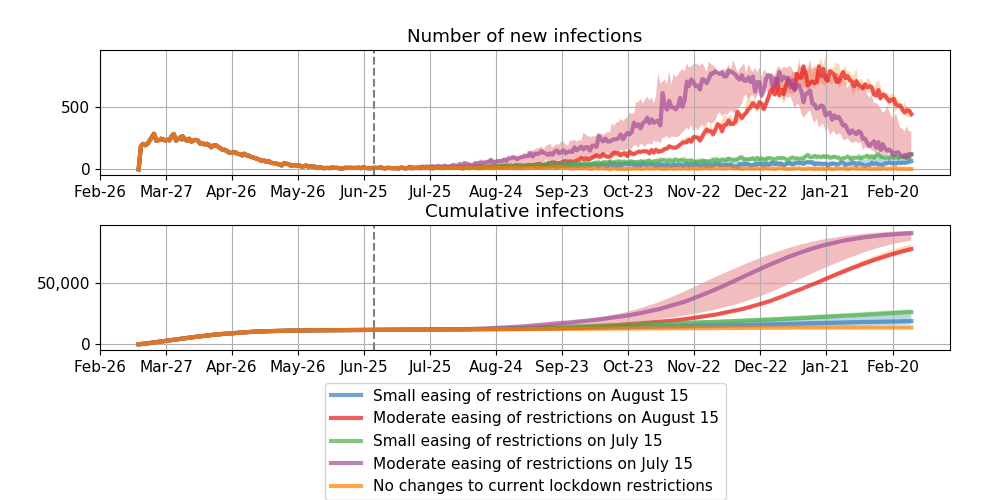 Number of new infections
500
0
Feb-26 Mar-27 Apr-26 May-26 Jun-25 Jul-25 Aug-24 Sep-23 Oct-23 Nov-22 Dec-22 Jan-21 Feb-20
Cumulative infections
50,000
0
Feb-26 Mar-27 Apr-26 May-26 Jun-25 Jul-25 Aug-24 Sep-23 Oct-23 Nov-22 Dec-22 Jan-21 Feb-20
Small easing of restrictions on August 15
Moderate easing of restrictions on August 15
Small easing of restrictions on July 15
Moderate easing of restrictions on July 15
No changes to current lockdown restrictions